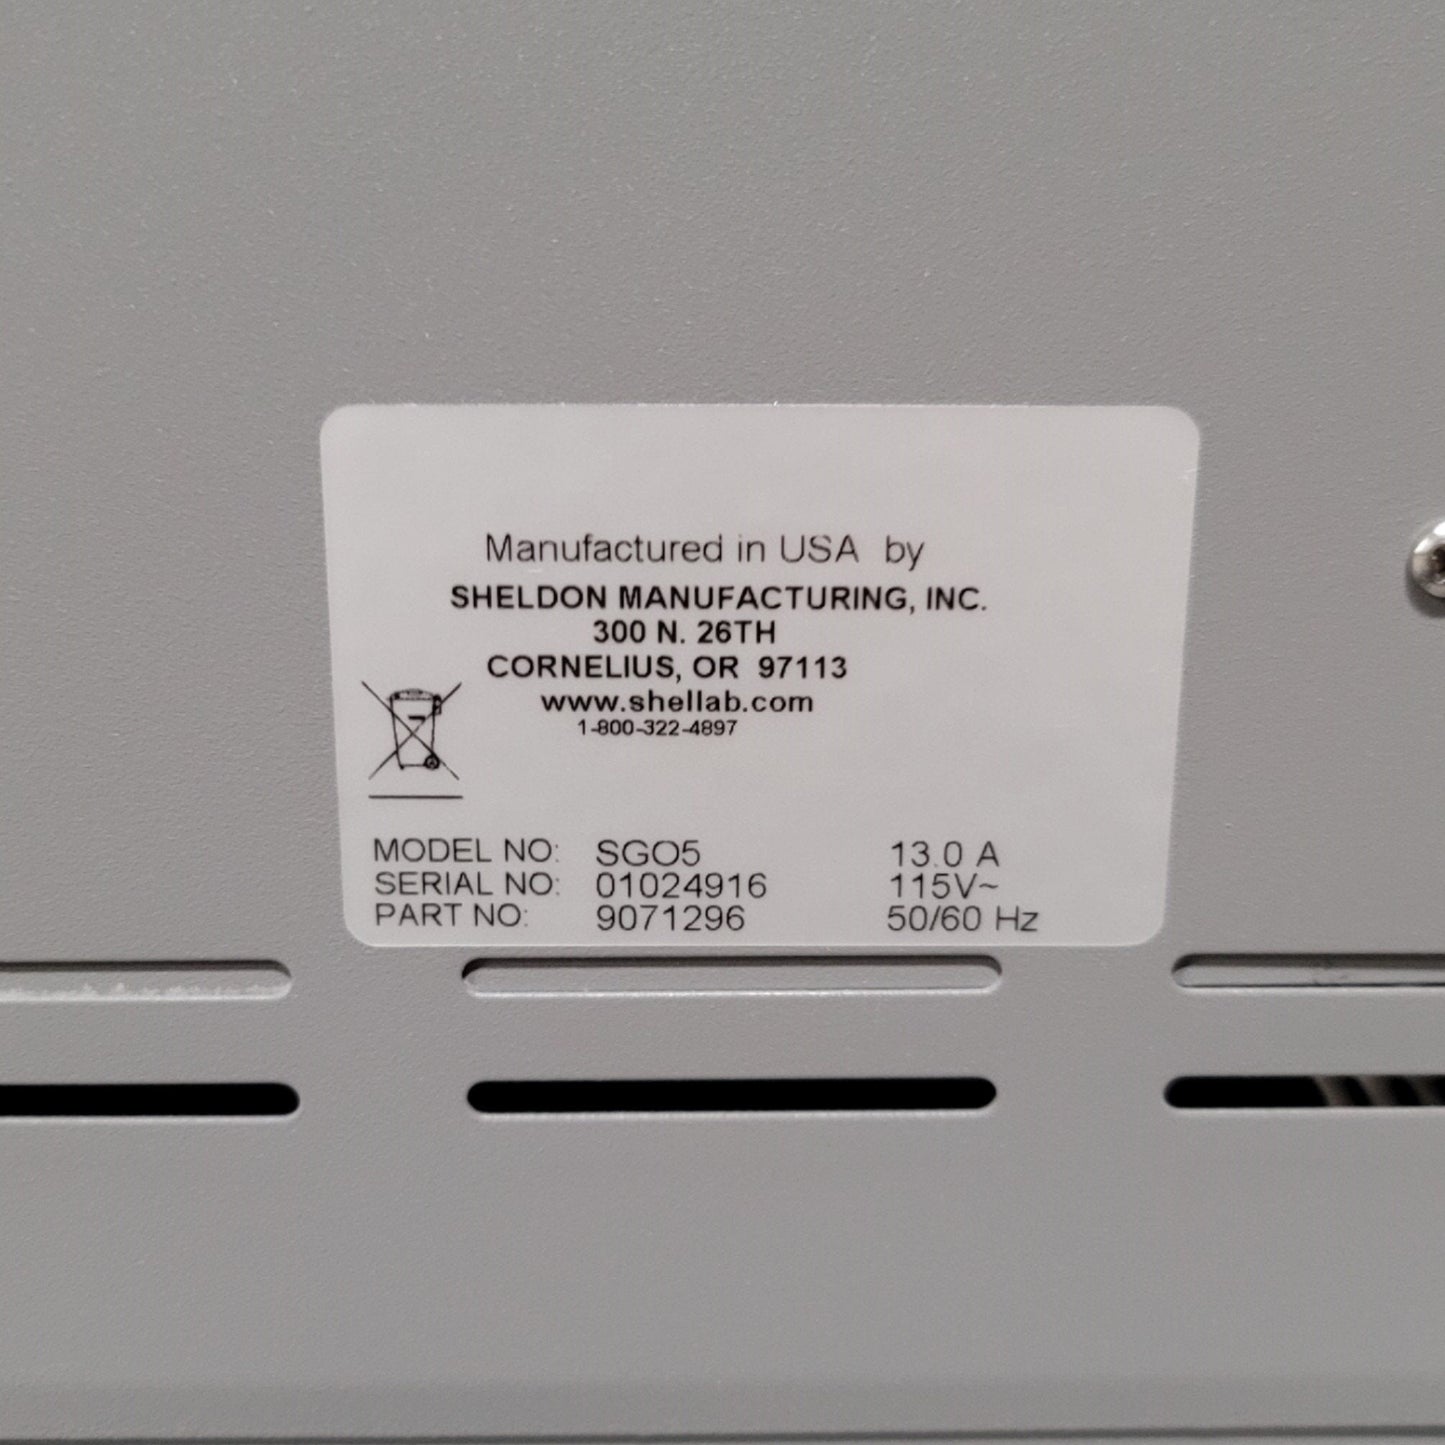 Manufactured in USA by
SHELDON MANUFACTURING, INC.
300 N. 26TH
CORNELIUS, OR 97113
www.shellab.com
1-800-322-4897
MODEL NO: SGO5 13.0 A
SERIAL NO: 01024916 115V~
PART NO: 9071296 50/60 Hz